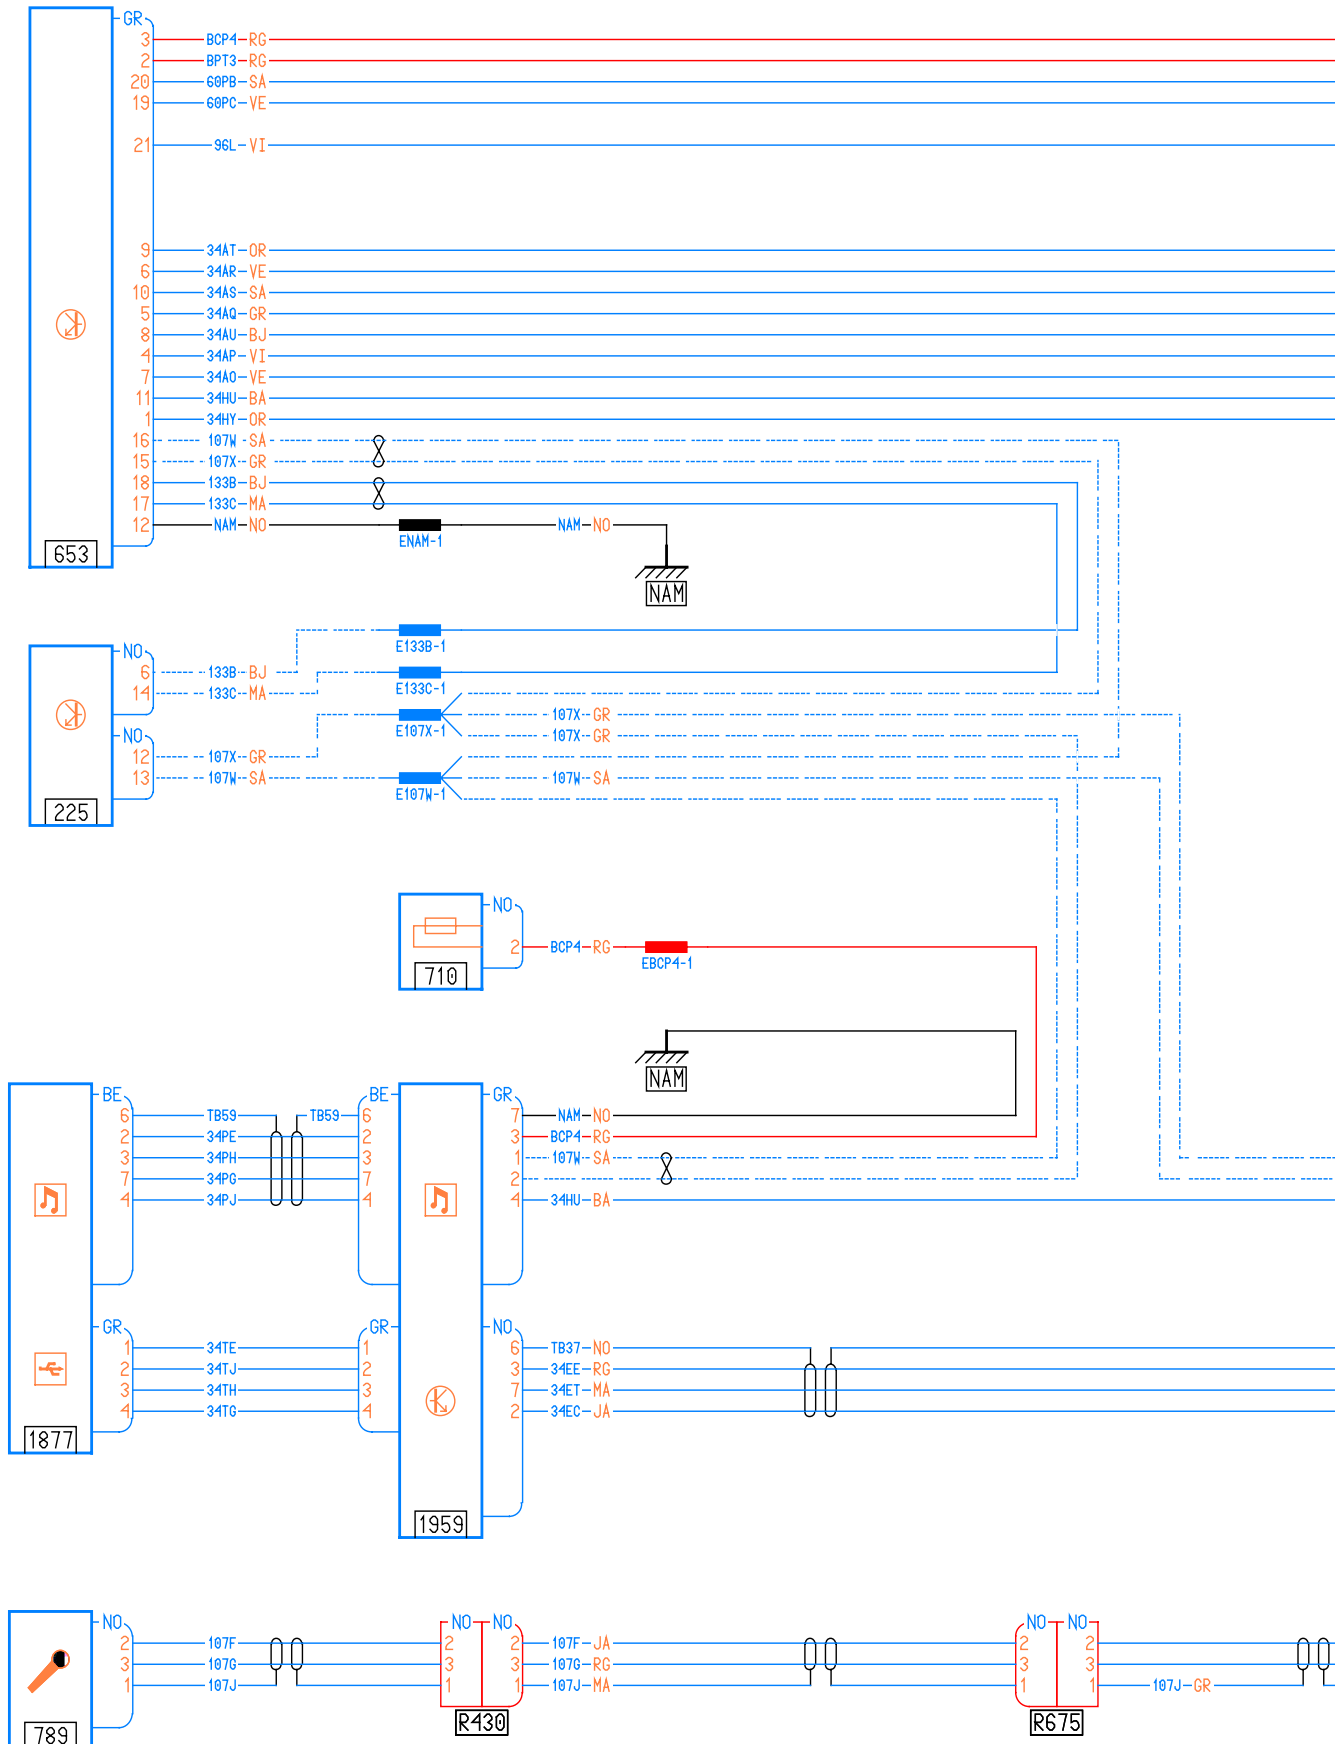 GR
3 BCP4 RG
2 BPT3 RG
20 60PB SA
19 60PC VE
21 96L VI
9 34AT OR
6 34AR VE
10 34AS SA
5 34AQ GR
8 34AU BJ
4 34AP VI
7 34AO VE
11 34HU BA
1 34HY OR
16 107W SA
15 107X GR
18 133B BJ
17 133C MA
12 NAM NO NAM NO
ENAM-1
653
NAM
E133B-1
NO
6 133B BJ
E133C-1
14 133C MA
107X GR
E107X-1
NO 107X GR
12 107X GR
13 107W SA 107W SA
E107W-1
225
NO
2 BCP4 RG
EBCP4-1
710
NAM
BE BE GR
6 TB59 TB59 6 7 NAM NO
2 34PE 2 3 BCP4 RG
3 34PH 3 1 107W SA
7 34PG 7 2
4 34PJ 4 4 34HU BA
GR GR NO
1 34TE 1 6 TB37 NO
2 34TJ 2 3 34EE RG
3 34TH 3 7 34ET MA
4 34TG 4 2 34EC JA
1877
1959
NO NO NO NO NO
2 107F 2 2 107F JA 2 2
3 107G 3 3 107G RG 3 3
1 107J 1 1 107J MA 1 1 107J GR
R430 R675
789